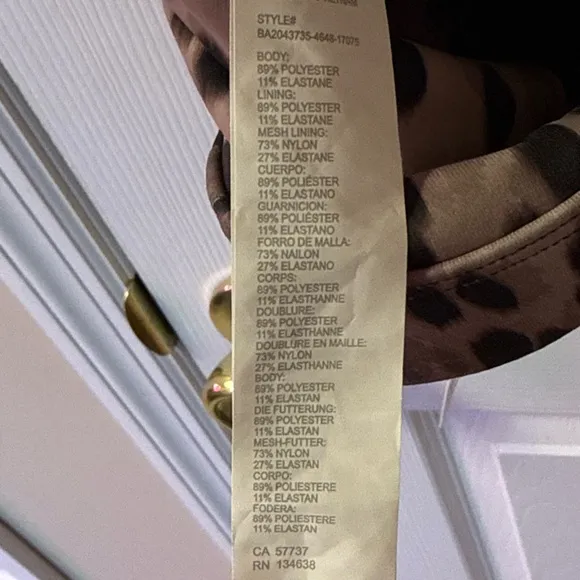 STYLE#
BA2043735-4648-17075
BODY:
89% POLYESTER
11% ELASTANE
LINING:
89% POLYESTER
11% ELASTANE
MESH LINING:
73% NYLON
27% ELASTANE
CUERPO:
89% POLIÉSTER
11% ELASTANO
GUARNICION:
89% POLIÉSTER
11% ELASTANO
FORRO DE MALLA:
73% NAILON
27% ELASTANO
CORPS:
89% POLYESTER
11% ELASTHANNE
DOUBLURE:
89% POLYESTER
11% ELASTHANNE
DOUBLURE EN MAILLE:
73% NYLON
27% ELASTHANNE
BODY:
89% POLYESTER
11% ELASTAN
DIE FUTTERUNG:
89% POLYESTER
11% ELASTAN
MESH-FUTTER:
73% NYLON
27% ELASTAN
CORPO:
89% POLIESTERE
11% ELASTAN
FODERA:
89% POLIESTERE
11% ELASTAN
CA 57737
RN 134638